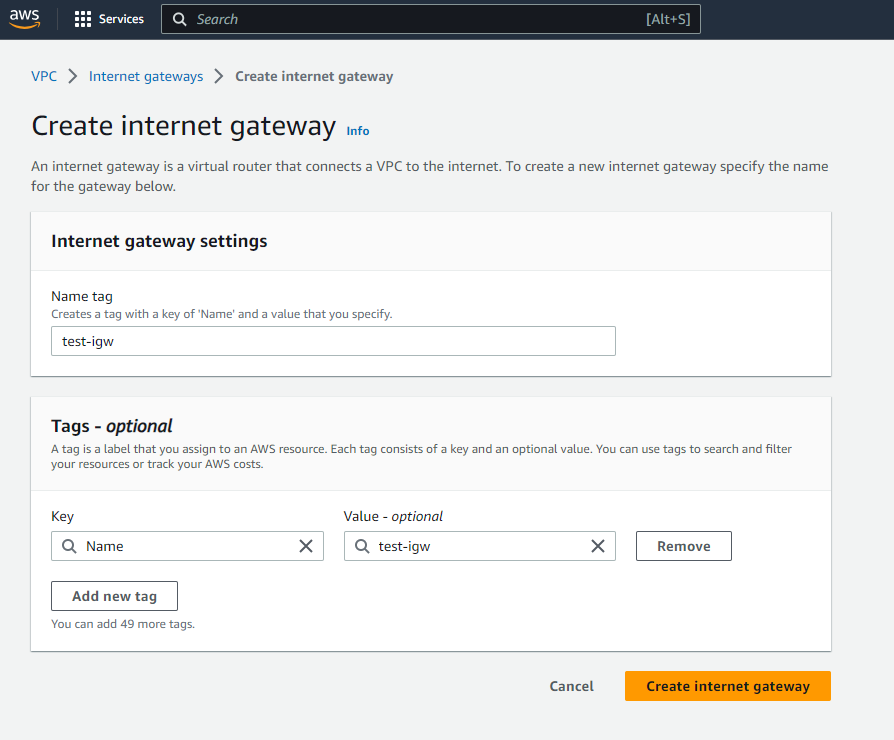 aws
Services
Search
[Alt+S]
VPC
Internet gateways
Create internet gateway
Create internet gateway
Info
An internet gateway is a virtual router that connects a VPC to the internet. To create a new internet gateway specify the name
for the gateway below.
Internet gateway settings
Name tag
Creates a tag with a key of 'Name' and a value that you specify.
test-igw
Tags - optional
A tag is a label that you assign to an AWS resource. Each tag consists of a key and an optional value. You can use tags to search and filter
your resources or track your AWS costs.
Key
Value - optional
Name
test-igw
Remove
Add new tag
You can add 49 more tags.
Cancel
Create internet gateway